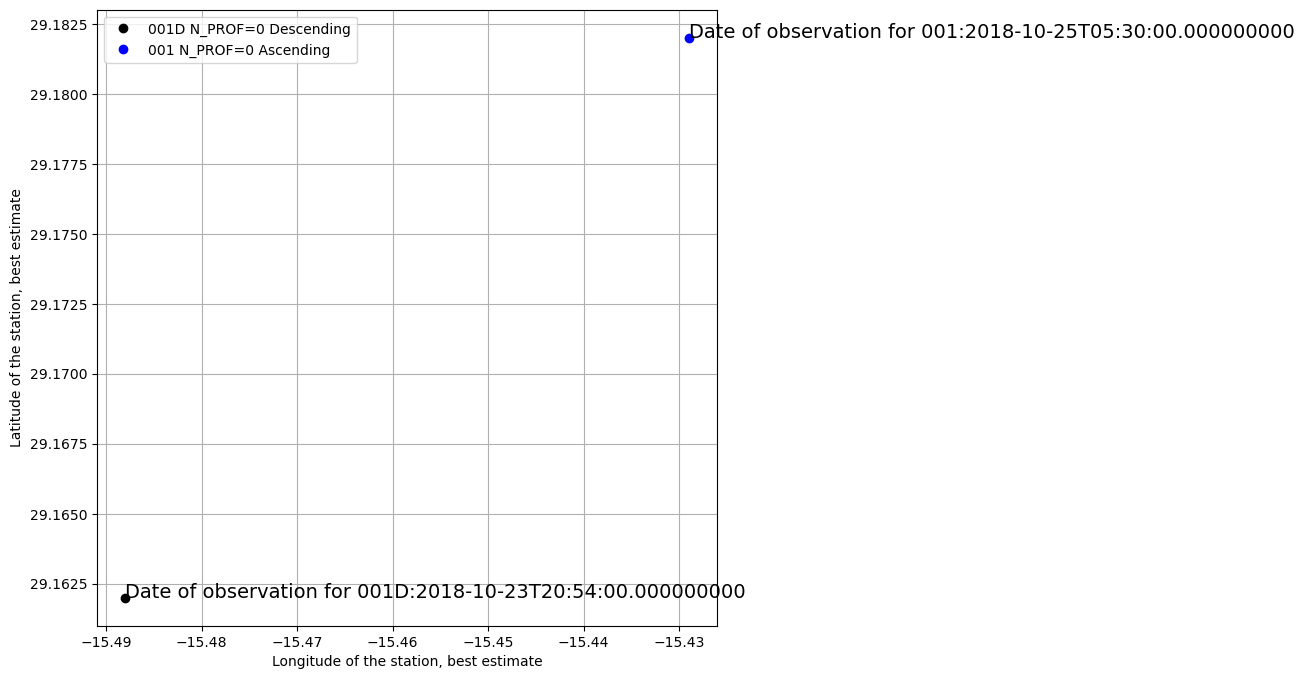 29.1825
29.1800
29.1775
29.1750
29.1725
29.1700
29.1675
29.1650
29.1625
Latitude of the station, best estimate
001D N_PROF=0 Descending
001 N_PROF=0 Ascending
Date of observation for 001:2018-10-25T05:30:00.000000000
Date of observation for 001D:2018-10-23T20:54:00.000000000
−15.49 −15.48 −15.47 −15.46 −15.45 −15.44 −15.43
Longitude of the station, best estimate